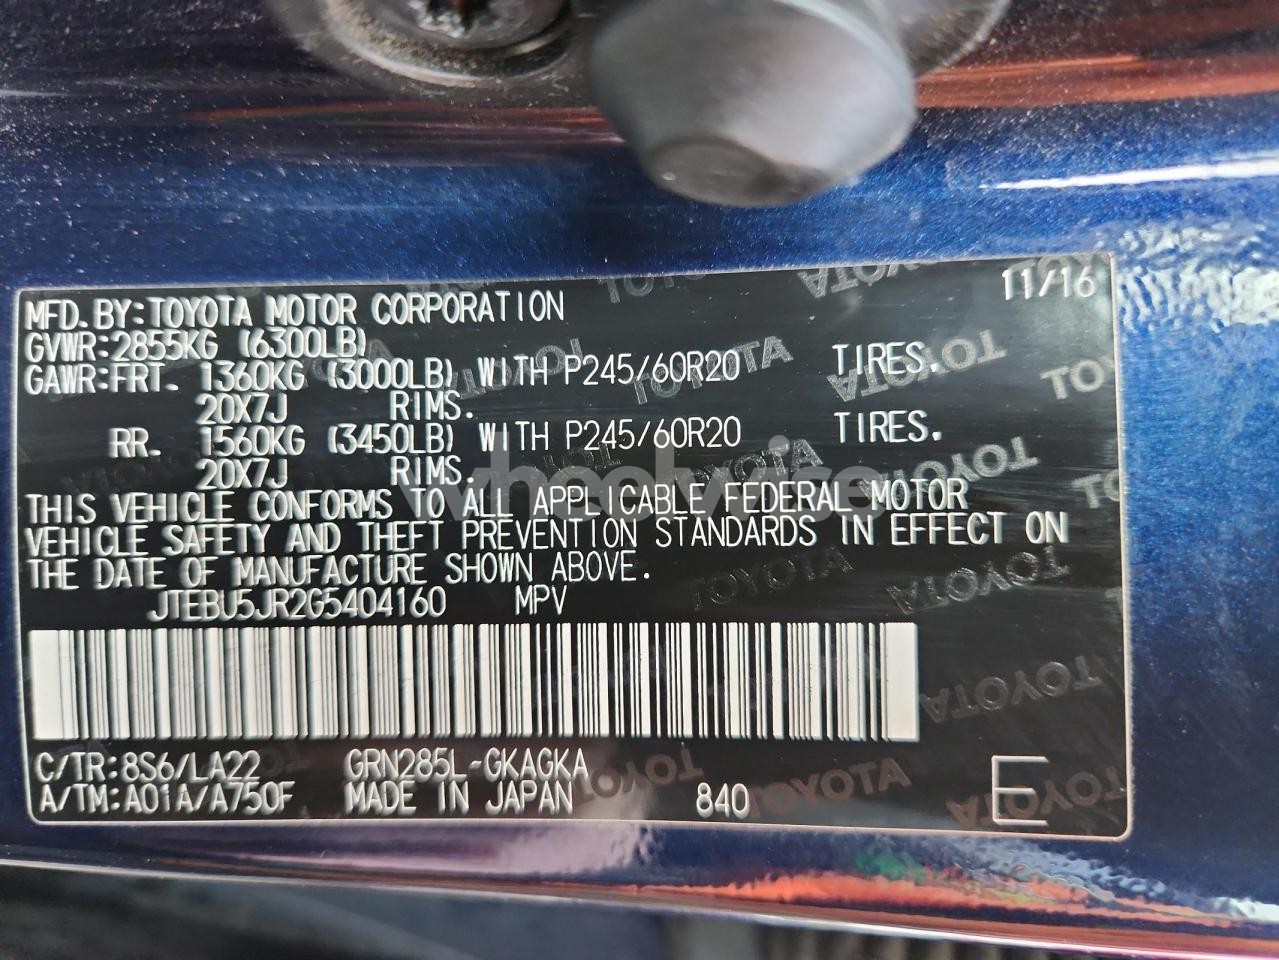 11/16
MFD. BY: TOYOTA MOTOR CORPORATION
GVWR: 2855KG (6300LB)
GAWR: FRT. 1360KG (3000LB) WITH P245/60R20 TIRES.
20X7J RIMS.
RR. 1560KG (3450LB) WITH P245/60R20 TIRES.
20X7J RIMS.
wheelwise
THIS VEHICLE CONFORMS TO ALL APPLICABLE FEDERAL MOTOR
VEHICLE SAFETY AND THEFT PREVENTION STANDARDS IN EFFECT ON
THE DATE OF MANUFACTURE SHOWN ABOVE.
JTEBU5JR2G5404160 MPV
C/TR: 8S6/LA22 GRN285L-GKAGKA
A/TM: A01A/A750F MADE IN JAPAN 840 E